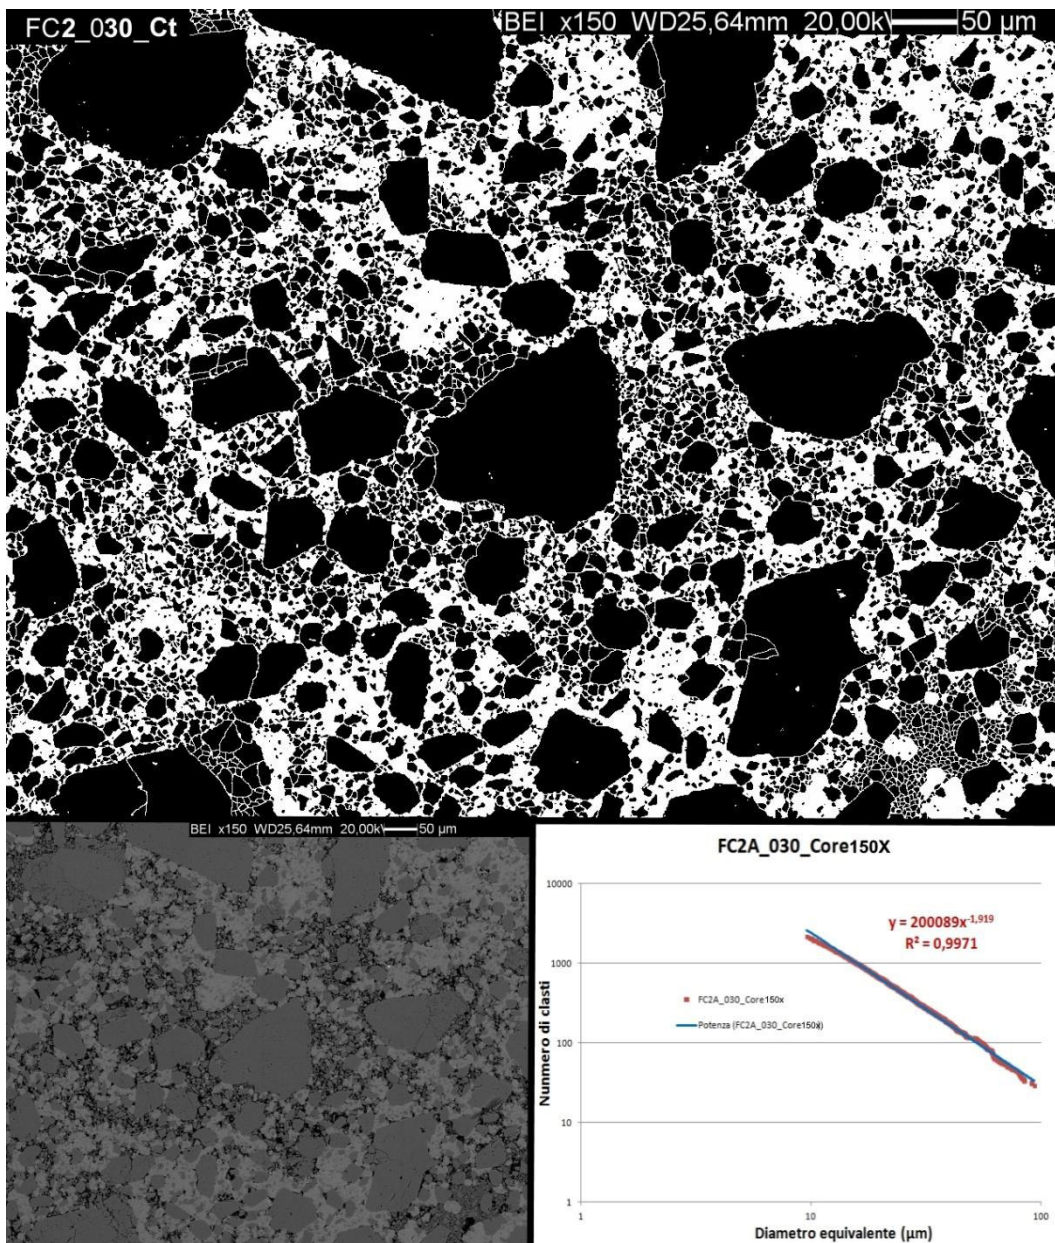 FC2_030_Ct
BEI x150 WD25,64mm 20,00kV 50 µm
BEI x150 WD25,64mm 20,00kV 50 µm
FC2A_030_Core150X
10000
y = 200089x^-1,919
R² = 0,9971
1000
FC2A_030_Core150x
Potenza (FC2A_030_Core150x)
100
10
1
1 10 100
Nunmero di clasti
Diametro equivalente (µm)